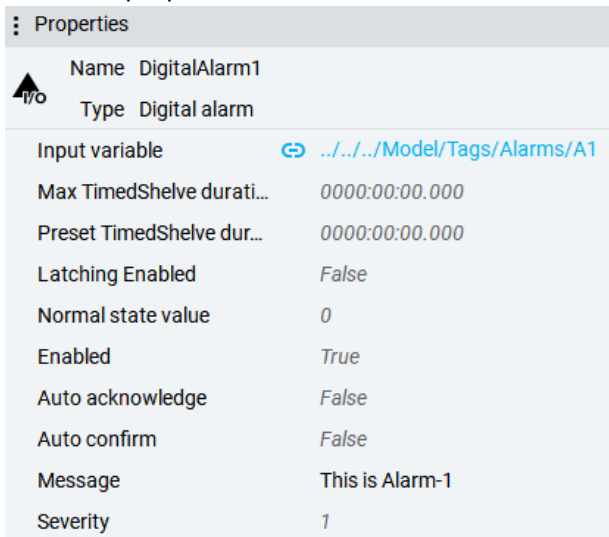 Properties
Name DigitalAlarm1
I/O
Type Digital alarm
Input variable ../../../Model/Tags/Alarms/A1
Max TimedShelve durati... 0000:00:00.000
Preset TimedShelve dur... 0000:00:00.000
Latching Enabled False
Normal state value 0
Enabled True
Auto acknowledge False
Auto confirm False
Message This is Alarm-1
Severity 1